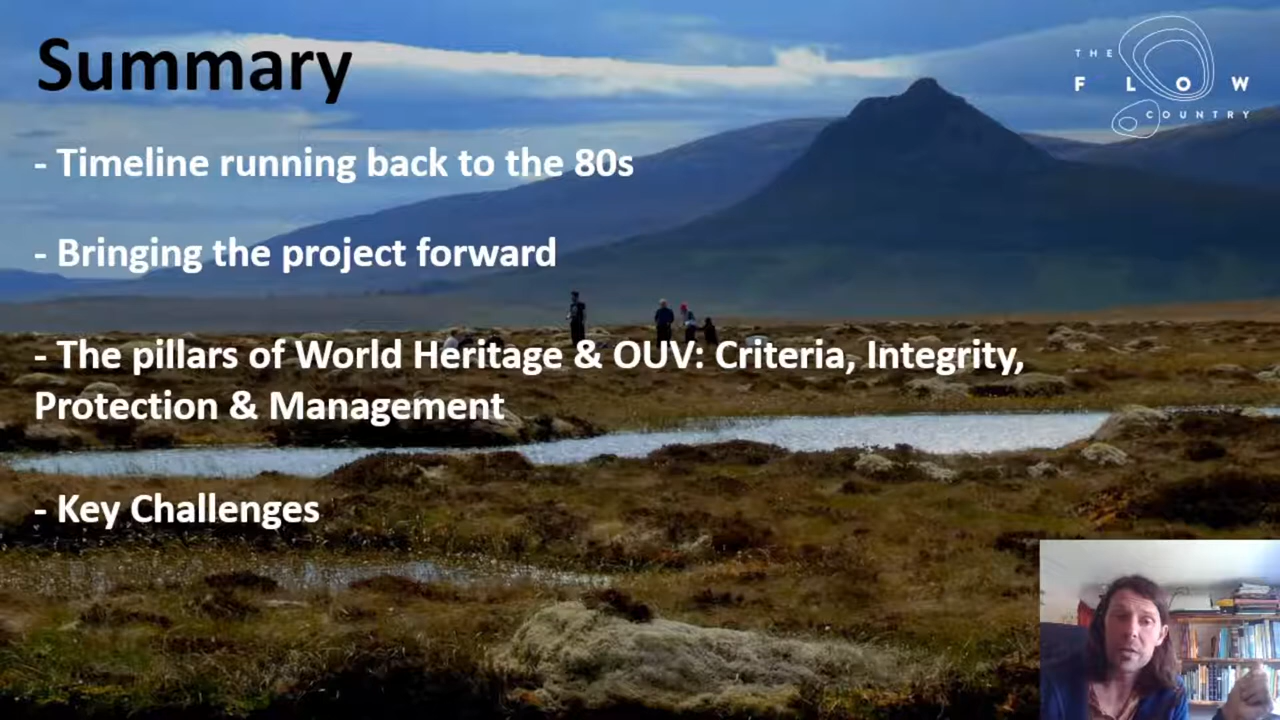 Summary
THE
FLOW
COUNTRY
- Timeline running back to the 80s
- Bringing the project forward
- The pillars of World Heritage & OUV: Criteria, Integrity,
Protection & Management
- Key Challenges